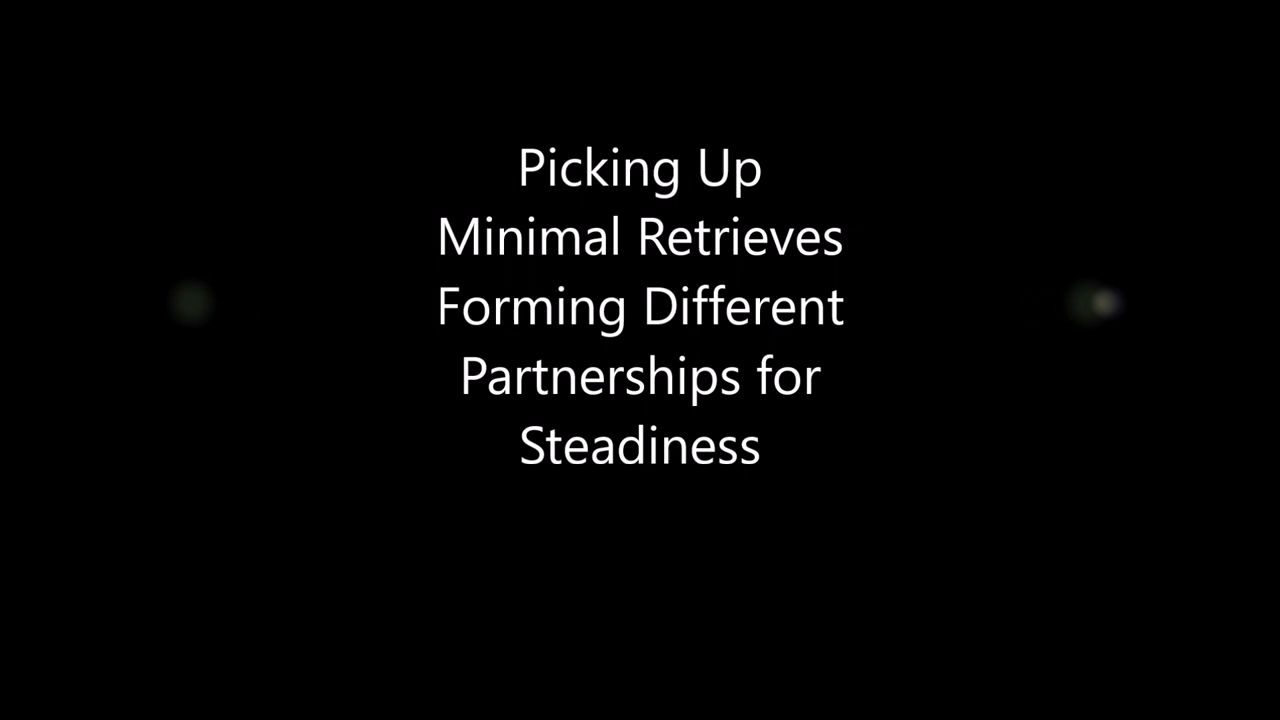 Picking Up
Minimal Retrieves
Forming Different
Partnerships for
Steadiness